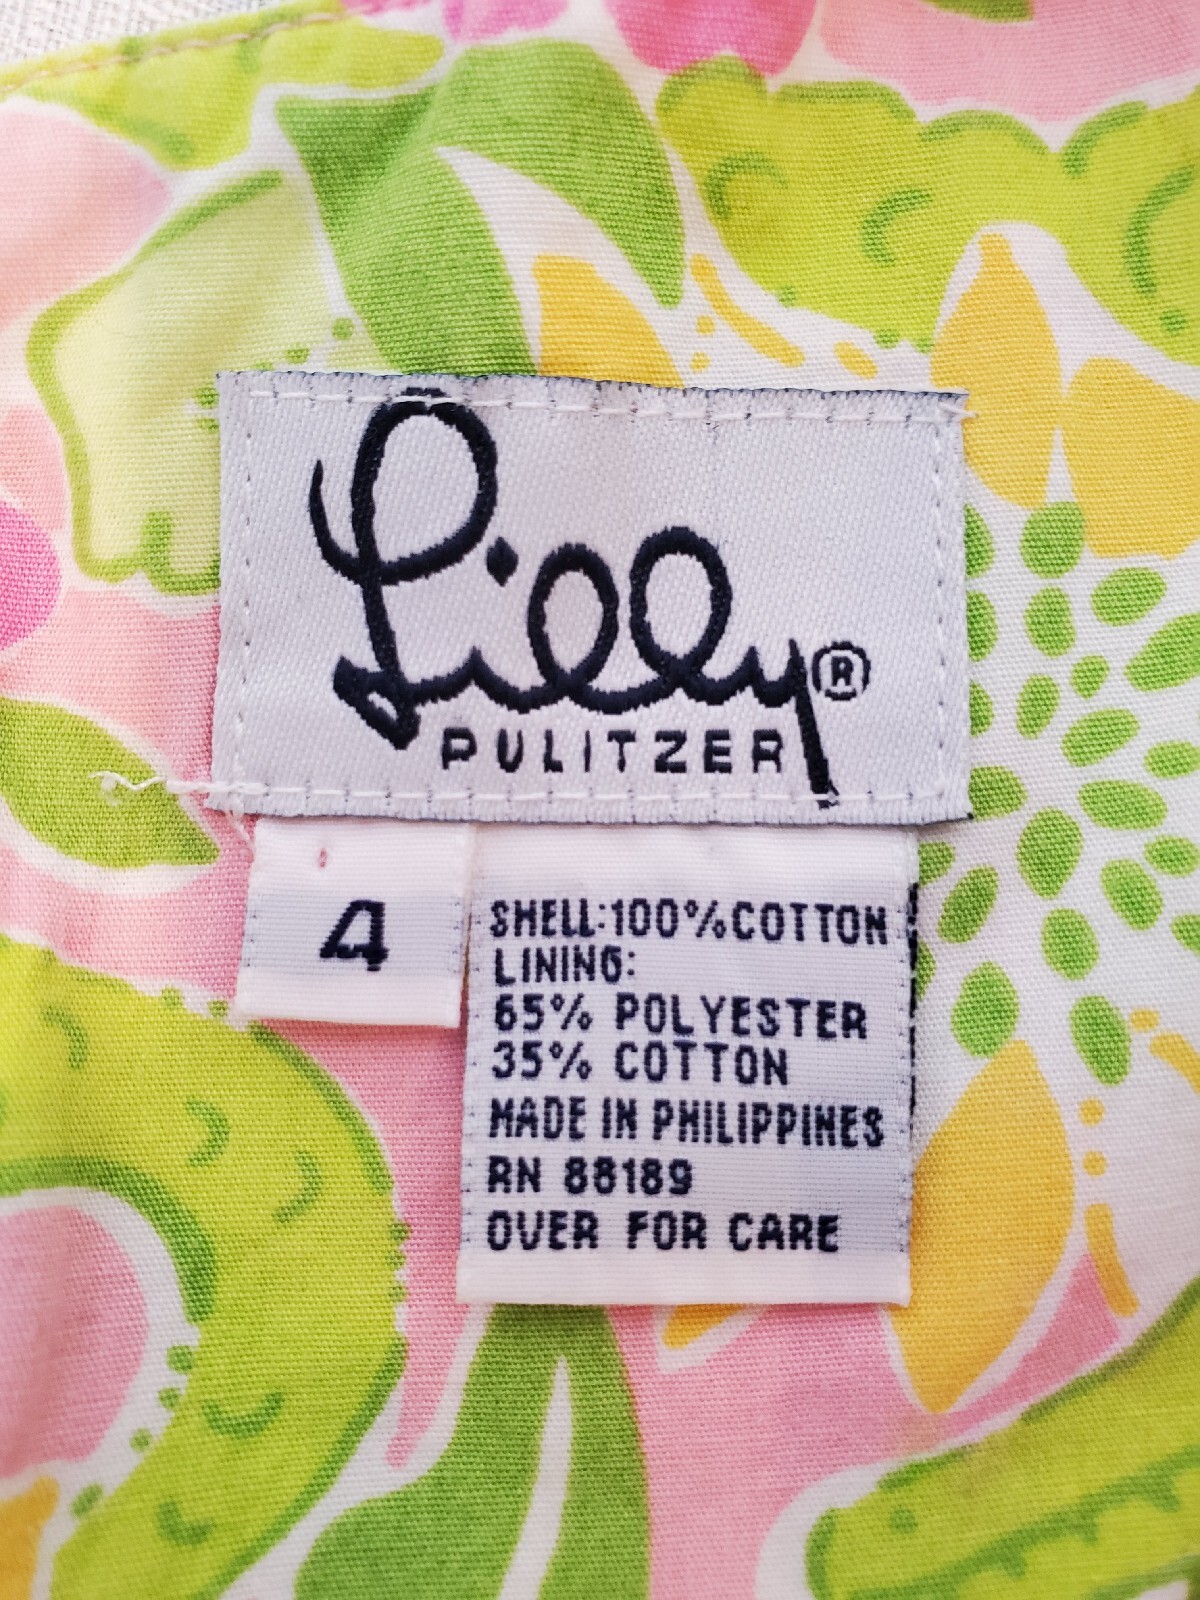 Lilly®
PULITZER
4
SHELL:100%COTTON
LINING:
65% POLYESTER
35% COTTON
MADE IN PHILIPPINES
RN 88189
OVER FOR CARE